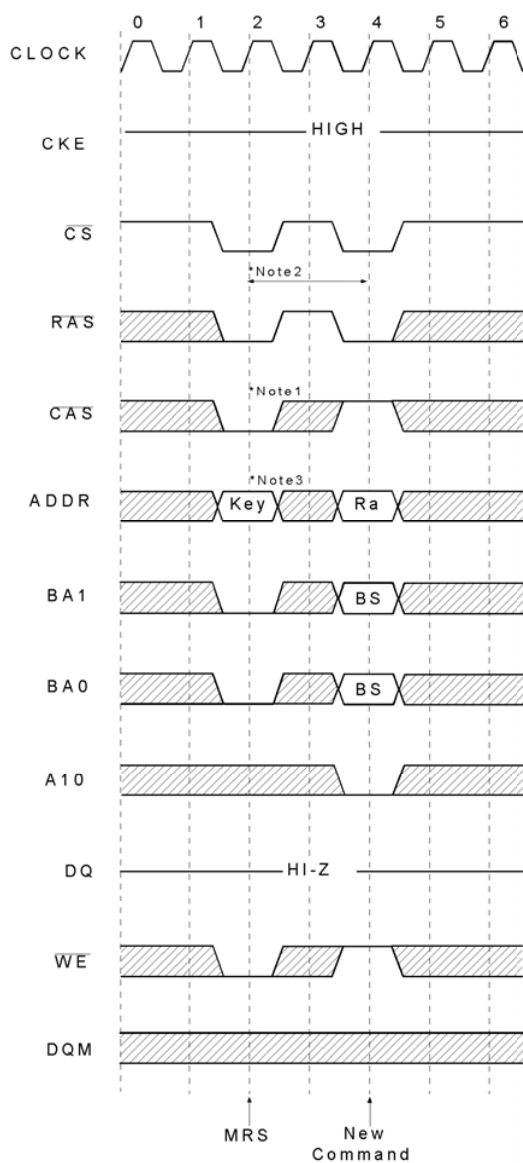 0 1 2 3 4 5 6
CLOCK
CKE
HIGH
CS
*Note2
RAS
*Note1
CAS
*Note3
ADDR
Key
Ra
BA1
BS
BA0
BS
A10
DQ
HI-Z
WE
DQM
MRS
New
Command